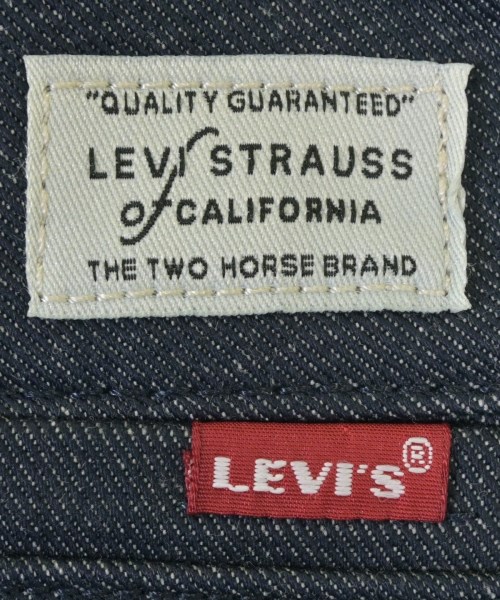 "QUALITY GUARANTEED"
LEVI STRAUSS
of CALIFORNIA
THE TWO HORSE BRAND
LEVI'S®